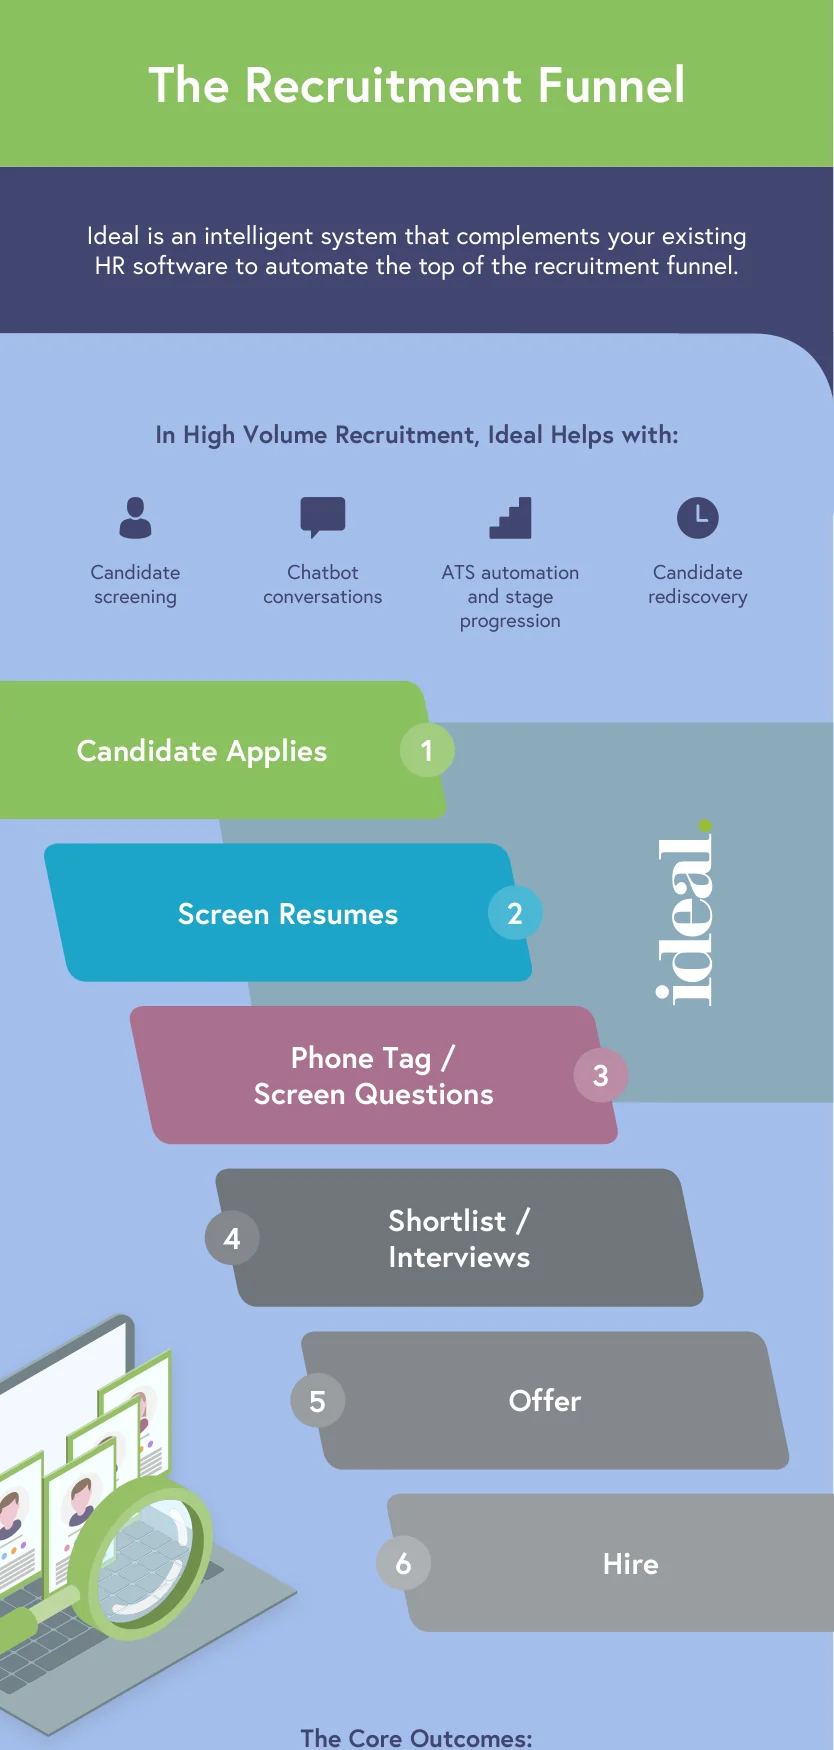 The Recruitment Funnel
Ideal is an intelligent system that complements your existing
HR software to automate the top of the recruitment funnel.
In High Volume Recruitment, Ideal Helps with:
Candidate
screening
Chatbot
conversations
ATS automation
and stage
progression
Candidate
rediscovery
Candidate Applies
1
ideal.
Screen Resumes
2
Phone Tag /
Screen Questions
3
4
Shortlist /
Interviews
5
Offer
6
Hire
The Core Outcomes: